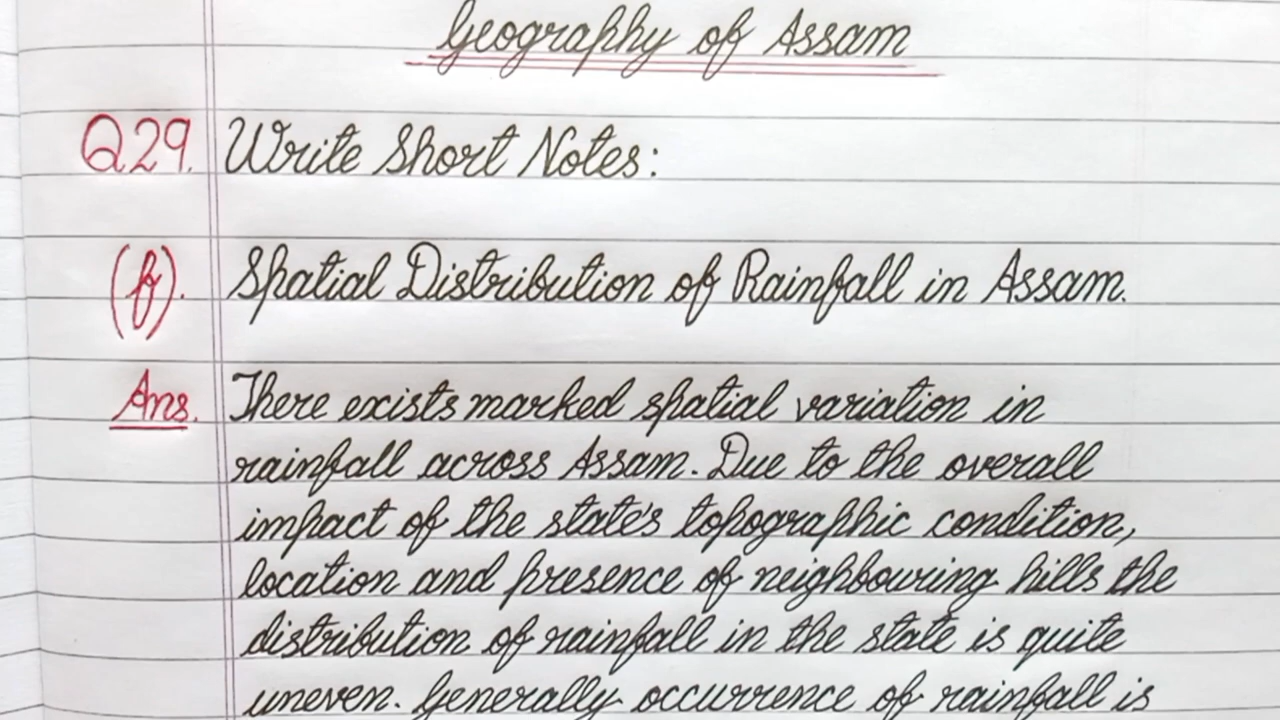 Geography of Assam
Q.29. Write Short Notes:
(f). Spatial Distribution of Rainfall in Assam.
Ans. There exists marked spatial variation in
rainfall across Assam. Due to the overall
impact of the state's topographic condition,
location and presence of neighbouring hills the
distribution of rainfall in the state is quite
uneven. Generally occurrence of rainfall is